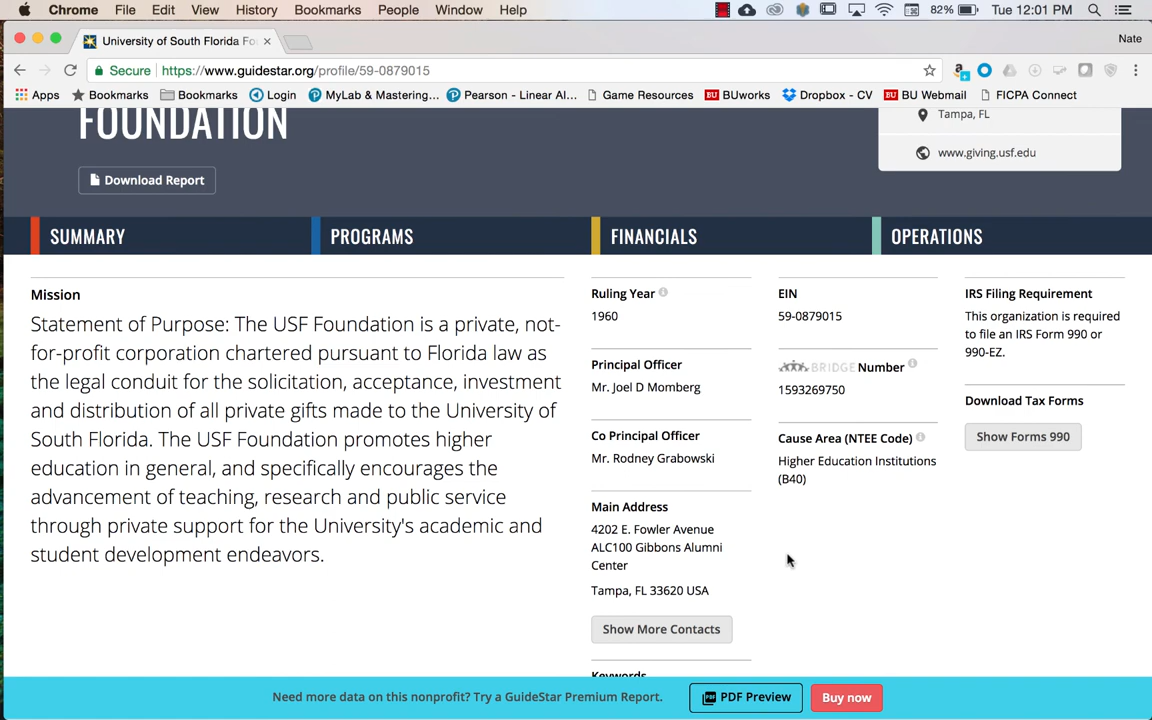 Chrome File Edit View History Bookmarks People Window Help 82% Tue 12:01 PM
University of South Florida Fo
Nate
Secure https://www.guidestar.org/profile/59-0879015
Apps Bookmarks Bookmarks Login MyLab & Mastering... Pearson - Linear Al... Game Resources BU BUworks Dropbox - CV BU BU Webmail FICPA Connect
FOUNDATION
Tampa, FL
www.giving.usf.edu
Download Report
SUMMARY PROGRAMS FINANCIALS OPERATIONS
Mission
Statement of Purpose: The USF Foundation is a private, not-
for-profit corporation chartered pursuant to Florida law as
the legal conduit for the solicitation, acceptance, investment
and distribution of all private gifts made to the University of
South Florida. The USF Foundation promotes higher
education in general, and specifically encourages the
advancement of teaching, research and public service
through private support for the University's academic and
student development endeavors.
Ruling Year
1960
Principal Officer
Mr. Joel D Momberg
Co Principal Officer
Mr. Rodney Grabowski
Main Address
4202 E. Fowler Avenue
ALC100 Gibbons Alumni
Center
Tampa, FL 33620 USA
Show More Contacts
Keywords
EIN
59-0879015
BRIDGE Number
1593269750
Cause Area (NTEE Code)
Higher Education Institutions
(B40)
IRS Filing Requirement
This organization is required
to file an IRS Form 990 or
990-EZ.
Download Tax Forms
Show Forms 990
Need more data on this nonprofit? Try a GuideStar Premium Report. PDF Preview Buy now